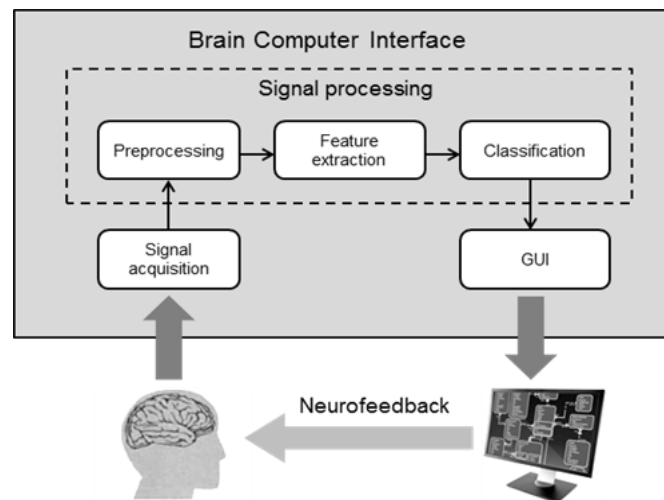 Brain Computer Interface
Signal processing
Preprocessing
Feature
extraction
Classification
Signal
acquisition
GUI
Neurofeedback